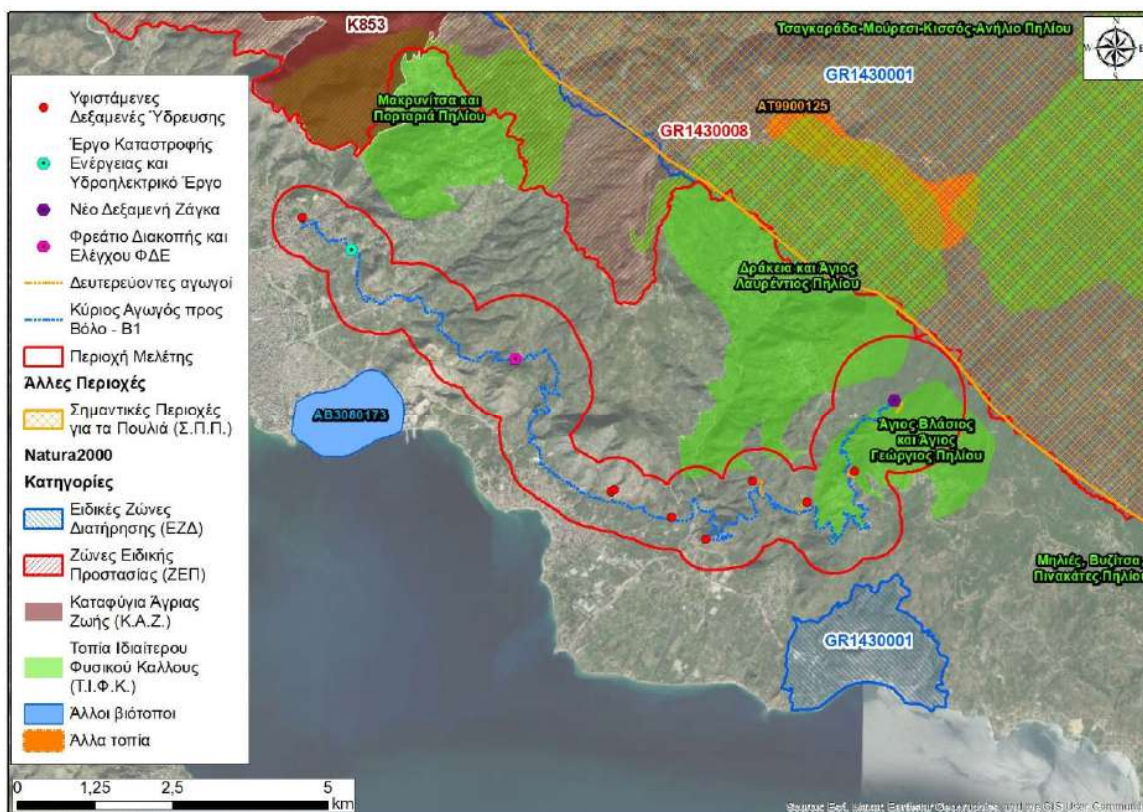 K853
Τσαγκαράδα-Μούρεσι-Κισσός-Ανήλιο Πηλίου
GR1430001
AT9900125
GR1430008
Μακρυνίτσα και
Πορταριά Πηλίου
Δράκεια και Άγιος
Λαυρέντιος Πηλίου
Άγιος Βλάσιος
και Άγιος
Γεώργιος Πηλίου
AB3080173
Μηλιές, Βυζίτσα,
Πινακάτες Πηλίου
GR1430001
Υφιστάμενες
Δεξαμενές Ύδρευσης
Έργο Καταστροφής
Ενέργειας και
Υδροηλεκτρικό Έργο
Νέο Δεξαμενή Ζάγκα
Φρεάτιο Διακοπής και
Ελέγχου ΦΔΕ
Δευτερεύοντες αγωγοί
Κύριος Αγωγός προς
Βόλο - Β1
Περιοχή Μελέτης
Άλλες Περιοχές
Σημαντικές Περιοχές
για τα Πουλιά (Σ.Π.Π.)
Natura2000
Κατηγορίες
Ειδικές Ζώνες
Διατήρησης (ΕΖΔ)
Ζώνες Ειδικής
Προστασίας (ΖΕΠ)
Καταφύγια Άγριας
Ζωής (Κ.Α.Ζ.)
Τοπία Ιδιαίτερου
Φυσικού Καλλους
(Τ.Ι.Φ.Κ.)
Άλλοι βιότοποι
Άλλα τοπία
0 1,25 2,5 5
km
N
W E
S